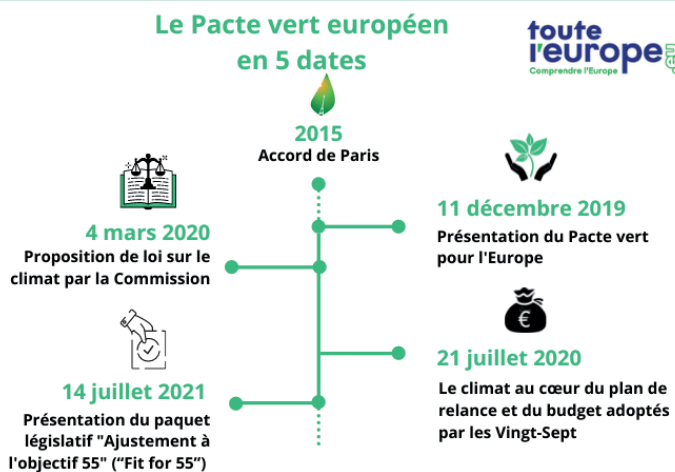 Le Pacte vert européen
en 5 dates
toute
l'europe.eu
Comprendre l'Europe
2015
Accord de Paris
11 décembre 2019
Présentation du Pacte vert
pour l'Europe
4 mars 2020
Proposition de loi sur le
climat par la Commission
€
21 juillet 2020
Le climat au cœur du plan de
relance et du budget adoptés
par les Vingt-Sept
14 juillet 2021
Présentation du paquet
législatif "Ajustement à
l'objectif 55" (“Fit for 55”)